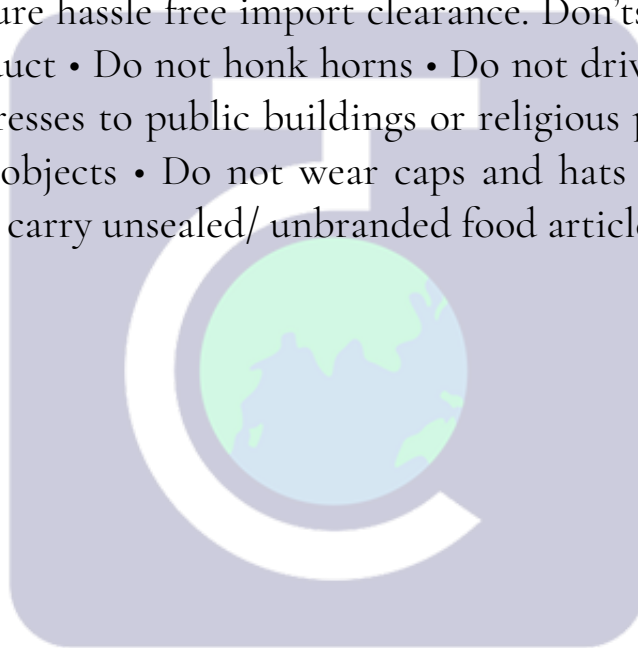 ure hassle free import clearance. Don'ts
uct • Do not honk horns • Do not driv
resses to public buildings or religious p
objects • Do not wear caps and hats
carry unsealed/ unbranded food article